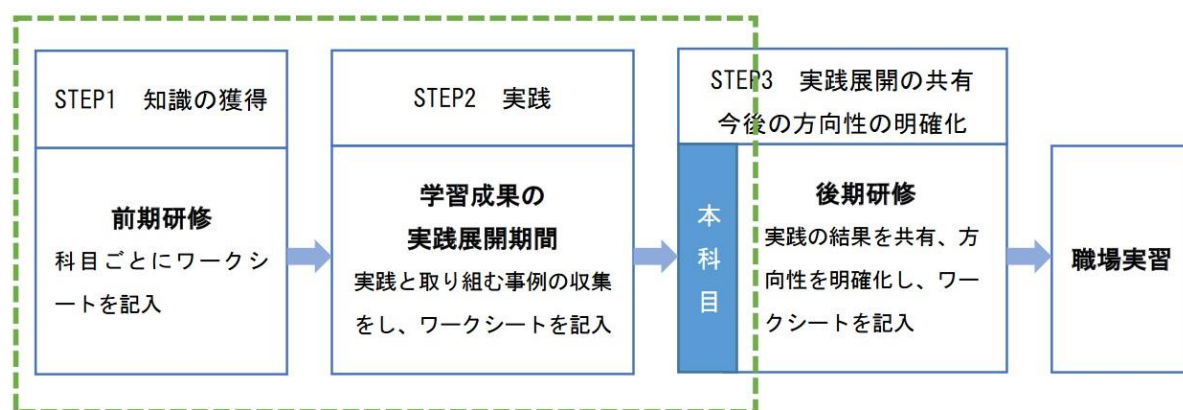 STEP1　知識の獲得
前期研修
科目ごとにワークシ
ートを記入
STEP2　実践
学習成果の
実践展開期間
実践と取り組む事例の収集
をし、ワークシートを記入
STEP3　実践展開の共有
今後の方向性の明確化
本科目
後期研修
実践の結果を共有、方
向性を明確化し、ワー
クシートを記入
職場実習